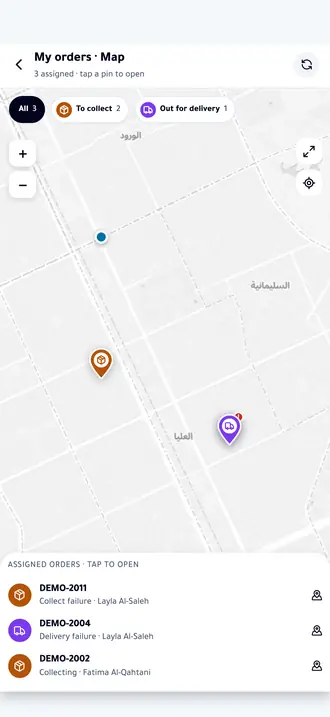 My orders · Map
3 assigned · tap a pin to open
All 3
To collect 2
Out for delivery 1
الورود
+
−
السليمانية
العليا
ASSIGNED ORDERS · TAP TO OPEN
DEMO-2011
Collect failure · Layla Al-Saleh
DEMO-2004
Delivery failure · Layla Al-Saleh
DEMO-2002
Collecting · Fatima Al-Qahtani